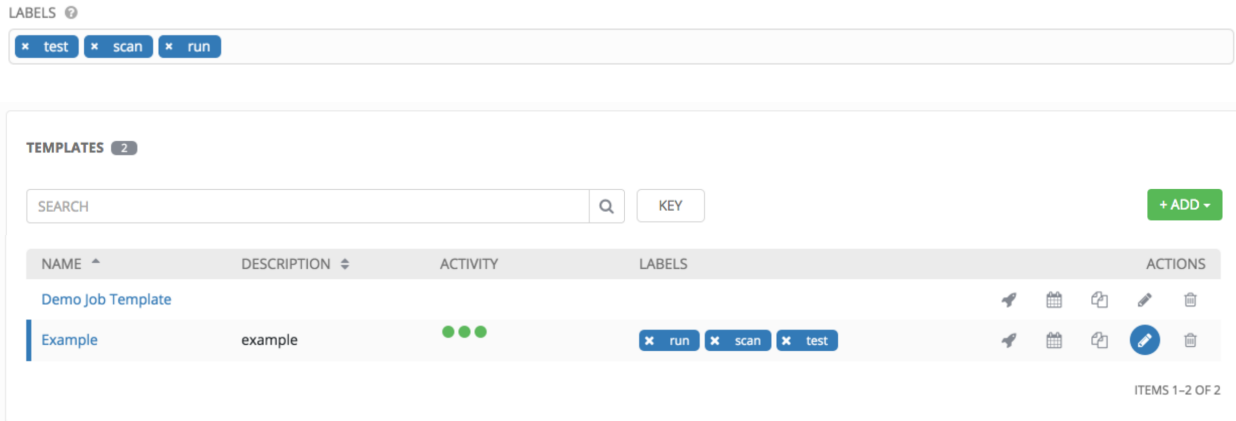 LABELS ?
× test × scan × run
TEMPLATES 2
SEARCH KEY + ADD
NAME DESCRIPTION ACTIVITY LABELS ACTIONS
Demo Job Template
Example example × run × scan × test
ITEMS 1–2 OF 2